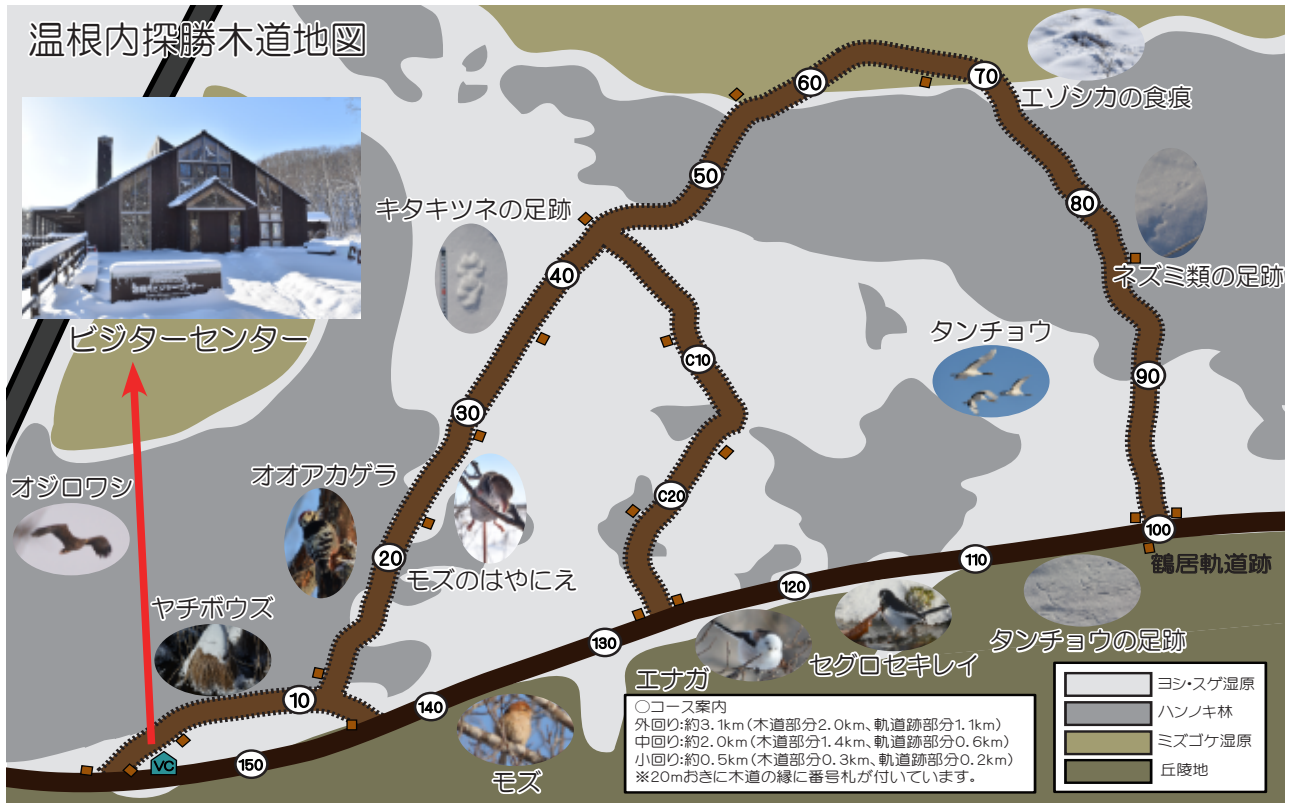 温根内探勝木道地図
60
70
エゾシカの食痕
50
80
キタキツネの足跡
40
ネズミ類の足跡
ビジターセンター
タンチョウ
C10
90
30
オオアカゲラ
オジロワシ
C20
20
モズのはやにえ
100
鶴居軌道跡
110
120
ヤチボウズ
130
タンチョウの足跡
セグロセキレイ
エナガ
10
140
150
VC
モズ
○コース案内
外回り:約3.1km(木道部分2.0km、軌道跡部分1.1km)
中回り:約2.0km(木道部分1.4km、軌道跡部分0.6km)
小回り:約0.5km(木道部分0.3km、軌道跡部分0.2km)
※20mおきに木道の縁に番号札が付いています。
ヨシ・スゲ湿原
ハンノキ林
ミズゴケ湿原
丘陵地